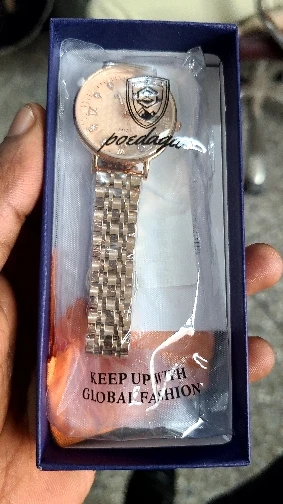 poedagar
KEEP UP WITH
GLOBAL FASHION